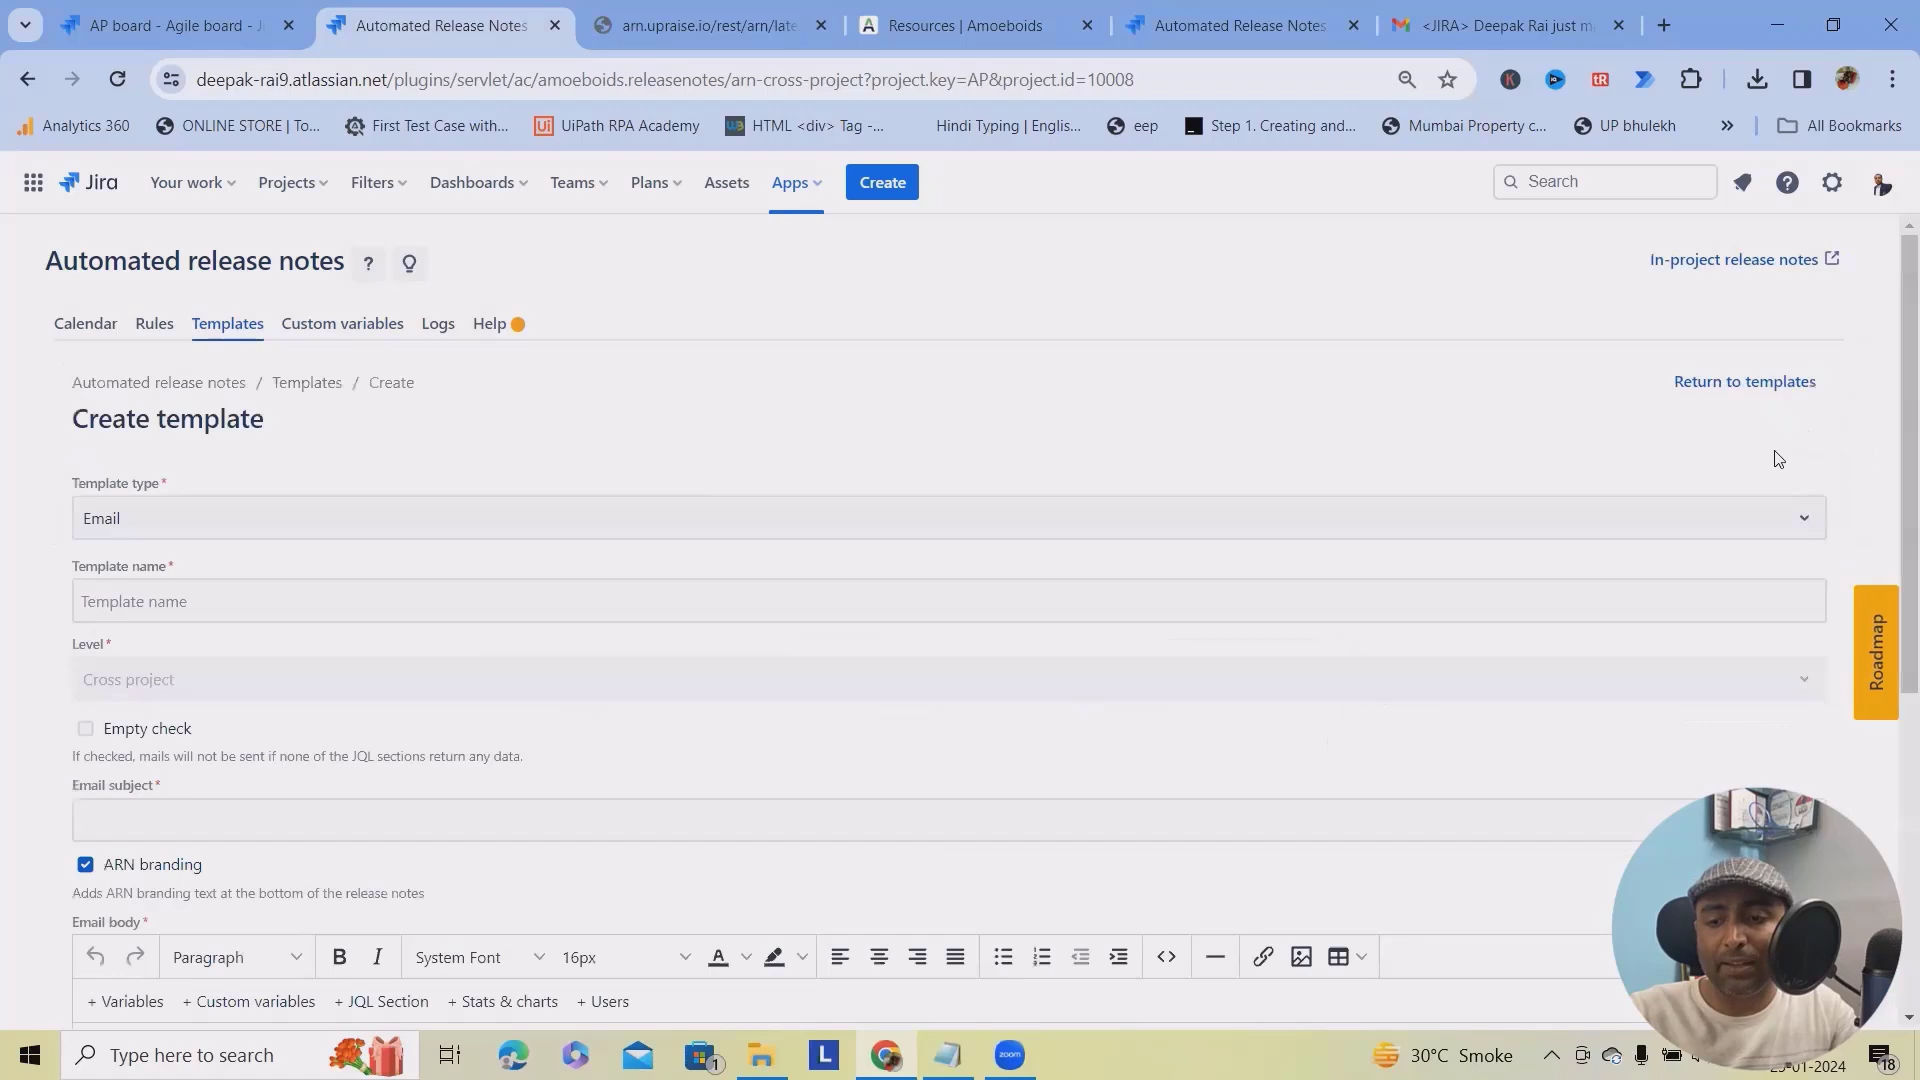 AP board - Agile board - J
Automated Release Notes
arn.upraise.io/rest/arn/late
Resources | Amoeboids
Automated Release Notes
<JIRA> Deepak Rai just m
deepak-rai9.atlassian.net/plugins/servlet/ac/amoeboids.releasenotes/arn-cross-project?project.key=AP&project.id=10008
Analytics 360
ONLINE STORE | To...
First Test Case with...
UiPath RPA Academy
HTML <div> Tag -...
Hindi Typing | Englis...
eep
Step 1. Creating and...
Mumbai Property c...
UP bhulekh
All Bookmarks
Jira
Your work
Projects
Filters
Dashboards
Teams
Plans
Assets
Apps
Create
Search
Automated release notes ?
In-project release notes
Calendar Rules Templates Custom variables Logs Help
Automated release notes / Templates / Create
Return to templates
Create template
Template type*
Email
Template name*
Template name
Level*
Cross project
Empty check
If checked, mails will not be sent if none of the JQL sections return any data.
Email subject*
ARN branding
Adds ARN branding text at the bottom of the release notes
Email body*
Paragraph B I System Font 16px A
+ Variables + Custom variables + JQL Section + Stats & charts + Users
Roadmap
Type here to search
1
L
zoom
30°C Smoke
18